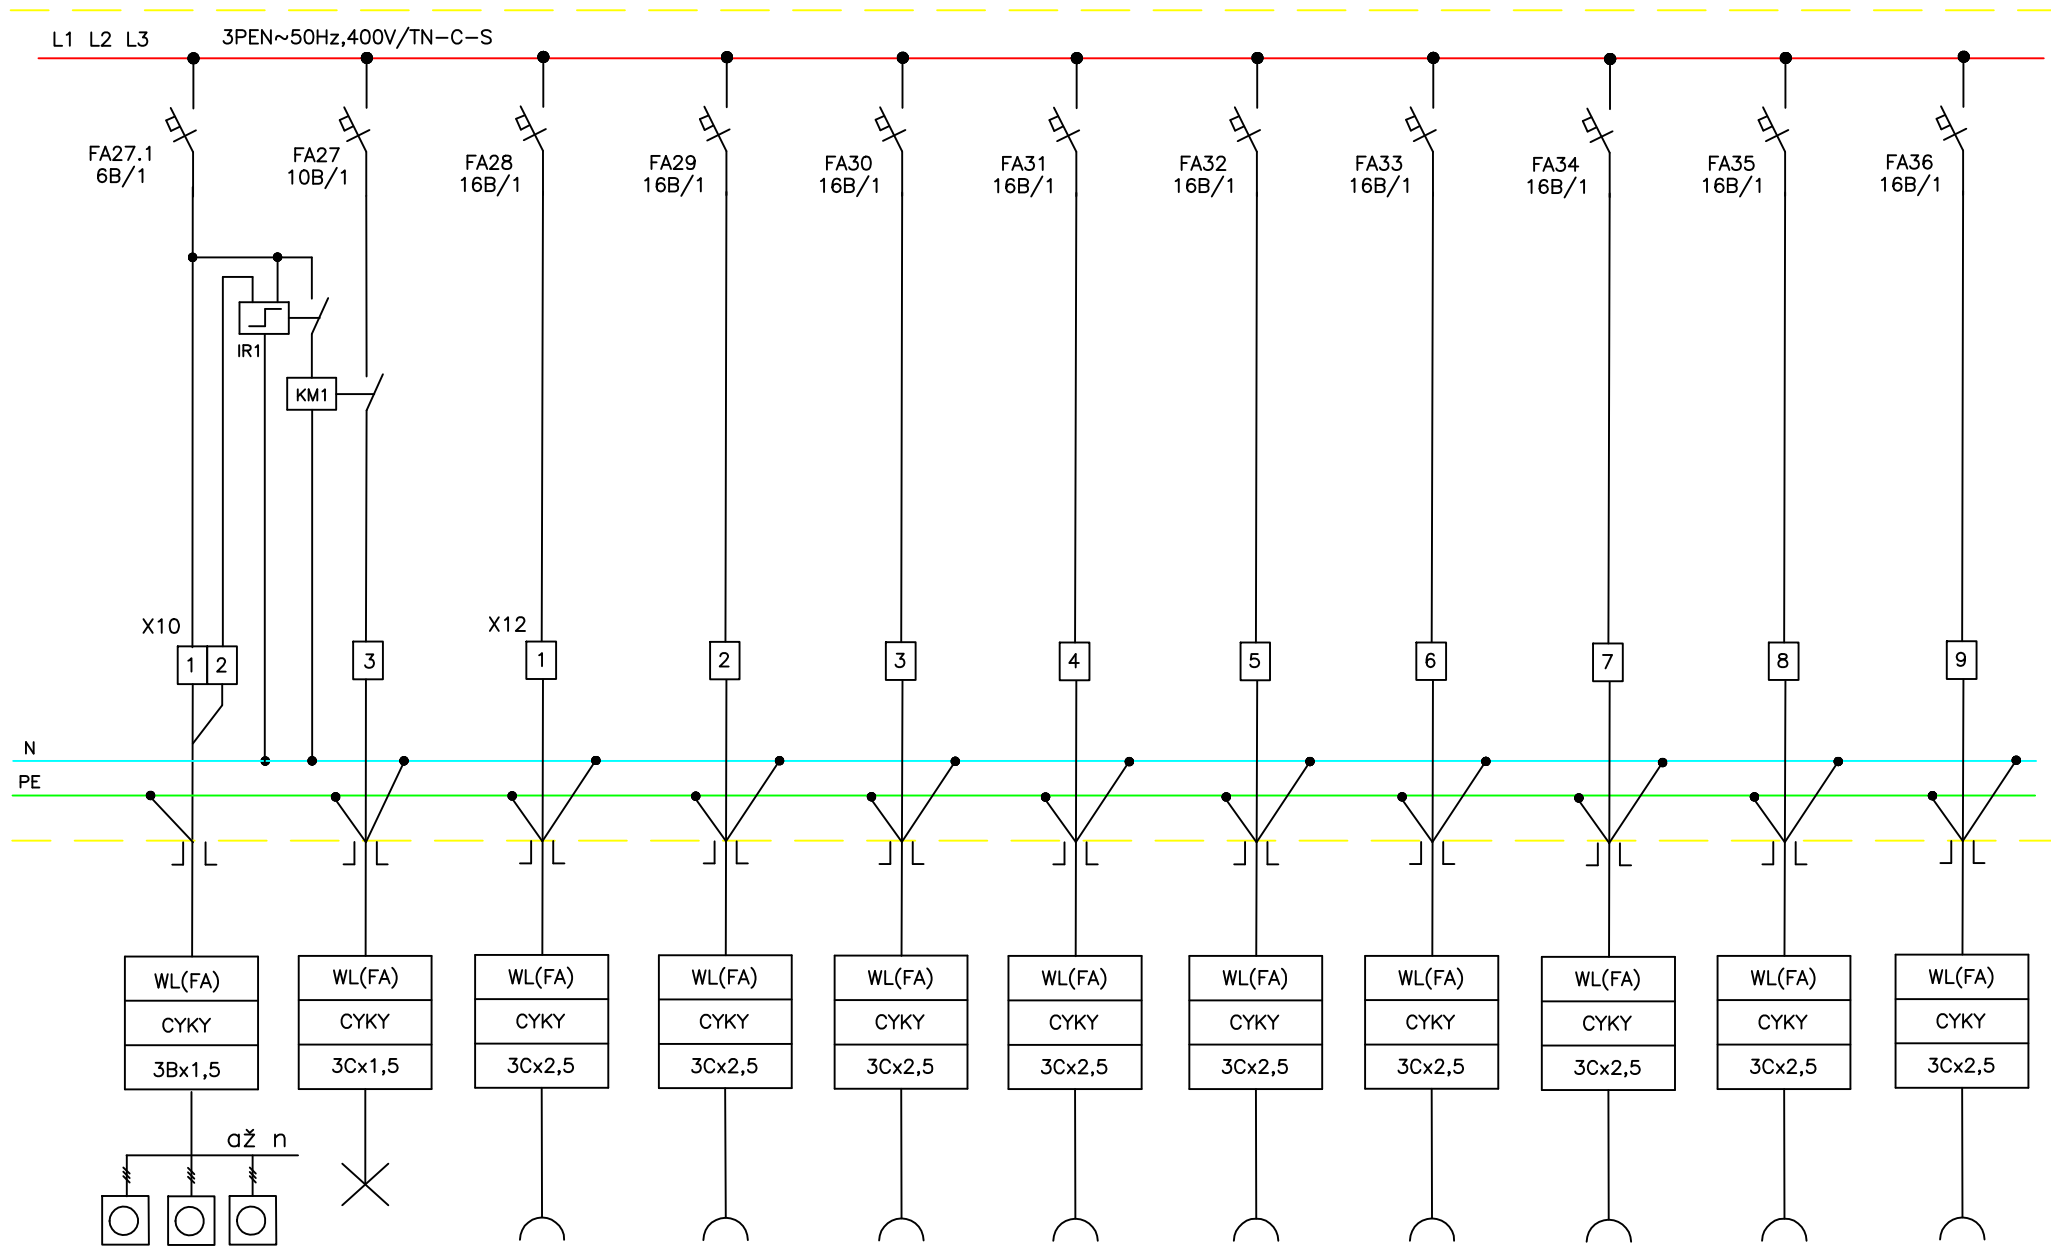 L1 L2 L3 3PEN~50Hz,400V/TN-C-S
FA27.1
6B/1
FA27
10B/1
FA28
16B/1
FA29
16B/1
FA30
16B/1
FA31
16B/1
FA32
16B/1
FA33
16B/1
FA34
16B/1
FA35
16B/1
FA36
16B/1
IR1
KM1
X10
X12
1 2 3 1 2 3 4 5 6 7 8 9
N
PE
WL(FA) WL(FA) WL(FA) WL(FA) WL(FA) WL(FA) WL(FA) WL(FA) WL(FA) WL(FA) WL(FA)
CYKY CYKY CYKY CYKY CYKY CYKY CYKY CYKY CYKY CYKY CYKY
3Bx1,5 3Cx1,5 3Cx2,5 3Cx2,5 3Cx2,5 3Cx2,5 3Cx2,5 3Cx2,5 3Cx2,5 3Cx2,5 3Cx2,5
až n